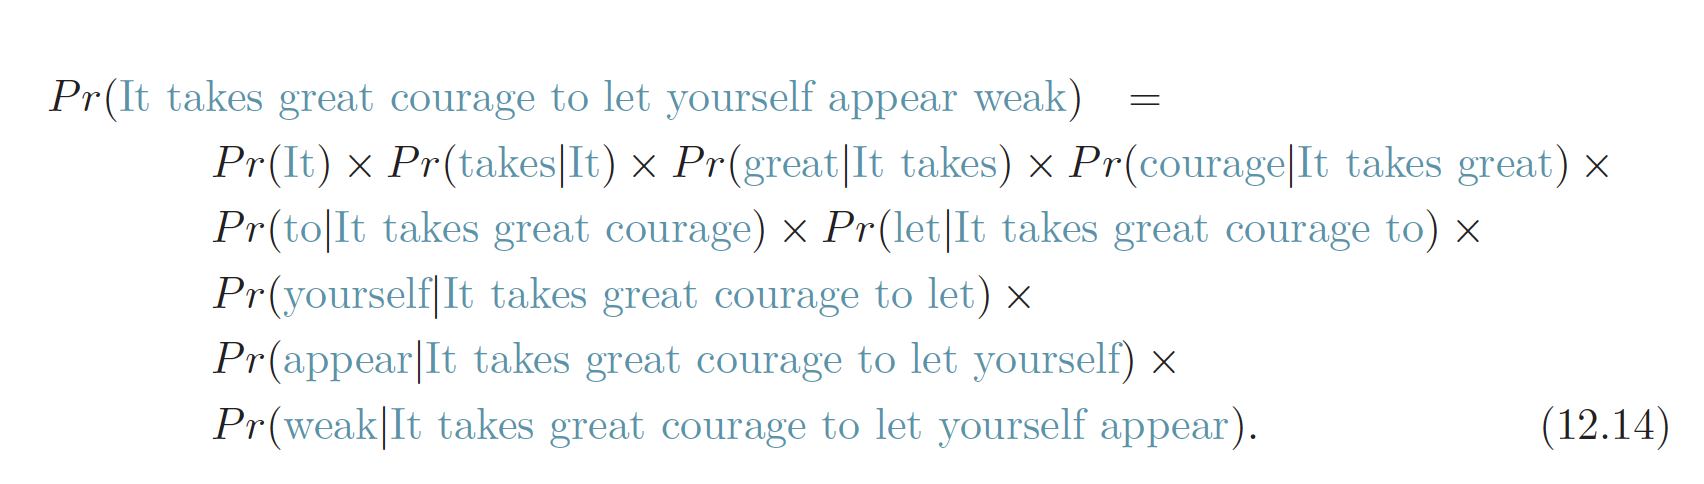 Pr(It takes great courage to let yourself appear weak) =
Pr(It) × Pr(takes|It) × Pr(great|It takes) × Pr(courage|It takes great) ×
Pr(to|It takes great courage) × Pr(let|It takes great courage to) ×
Pr(yourself|It takes great courage to let) ×
Pr(appear|It takes great courage to let yourself) ×
Pr(weak|It takes great courage to let yourself appear). (12.14)